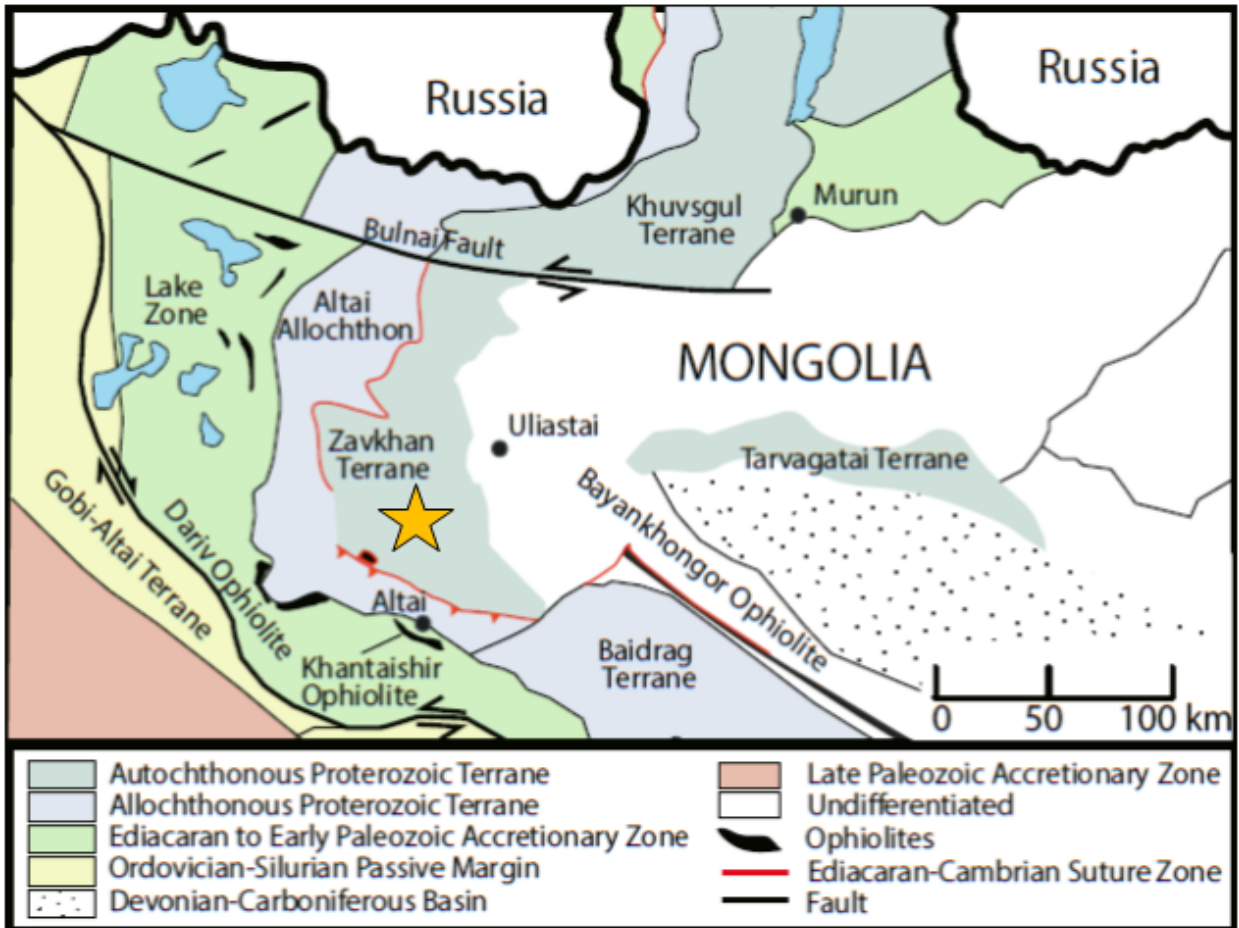 Russia
Russia
Khuvsgul
Terrane
Murun
Bulnai Fault
Lake
Zone
Altai
Allochthon
MONGOLIA
Zavkhan
Terrane
Uliastai
Tarvagatai Terrane
Gobi-Altai Terrane
Dariv Ophiolite
Bayankhongor Ophiolite
Altai
Khantaishir
Ophiolite
Baidrag
Terrane
0 50 100 km
Autochthonous Proterozoic Terrane
Allochthonous Proterozoic Terrane
Ediacaran to Early Paleozoic Accretionary Zone
Ordovician-Silurian Passive Margin
Devonian-Carboniferous Basin
Late Paleozoic Accretionary Zone
Undifferentiated
Ophiolites
Ediacaran-Cambrian Suture Zone
Fault